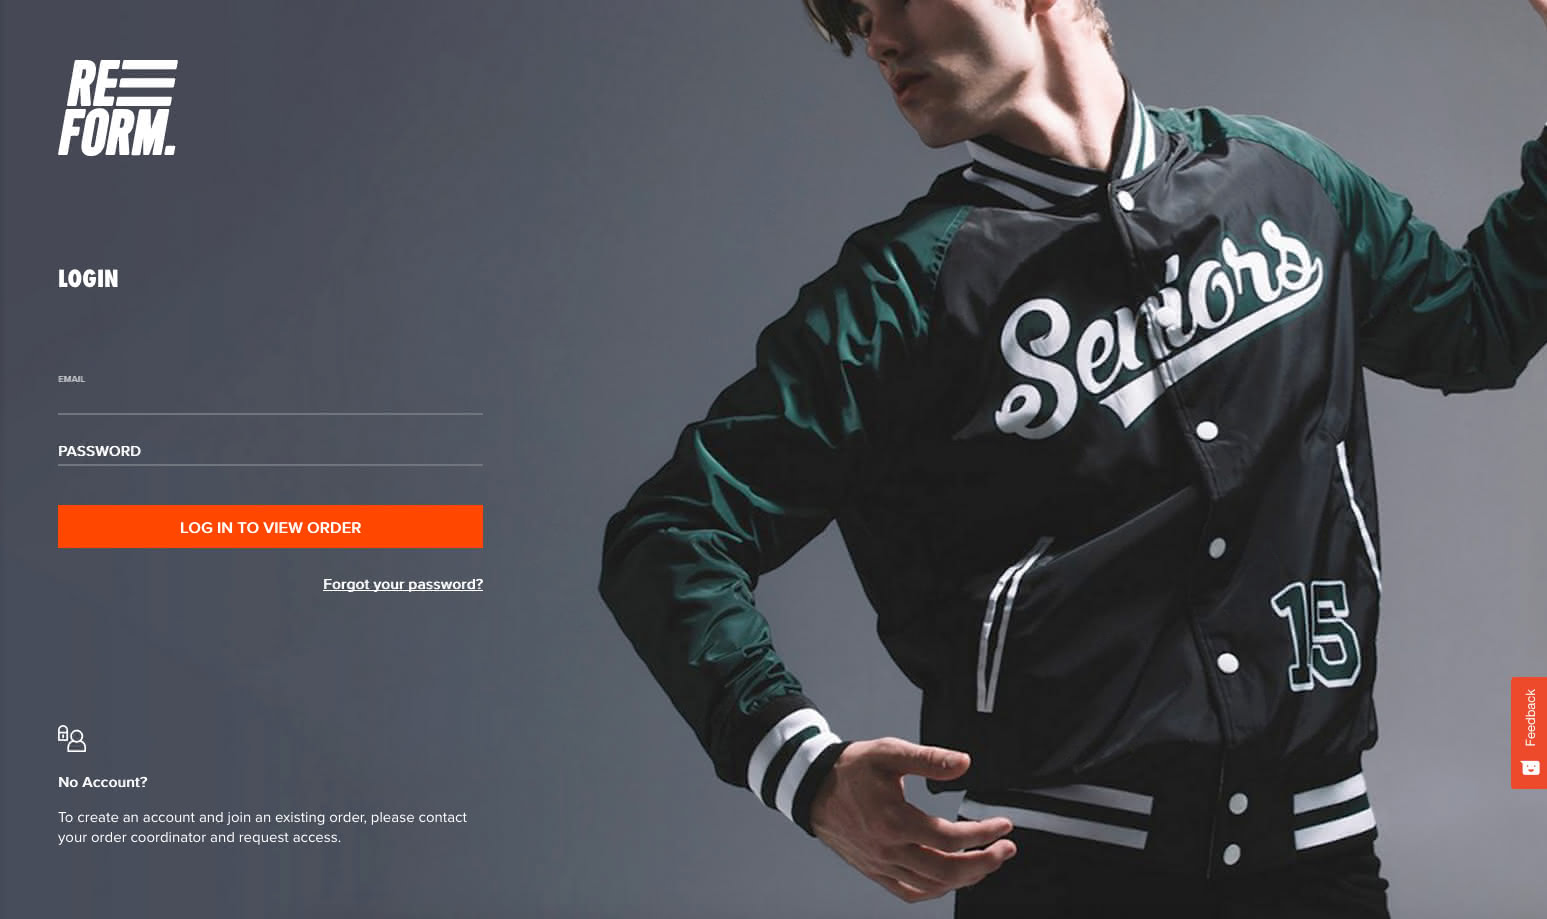 RE
FORM.
LOGIN
EMAIL
PASSWORD
LOG IN TO VIEW ORDER
Forgot your password?
No Account?
To create an account and join an existing order, please contact
your order coordinator and request access.
Seniors
15
Feedback